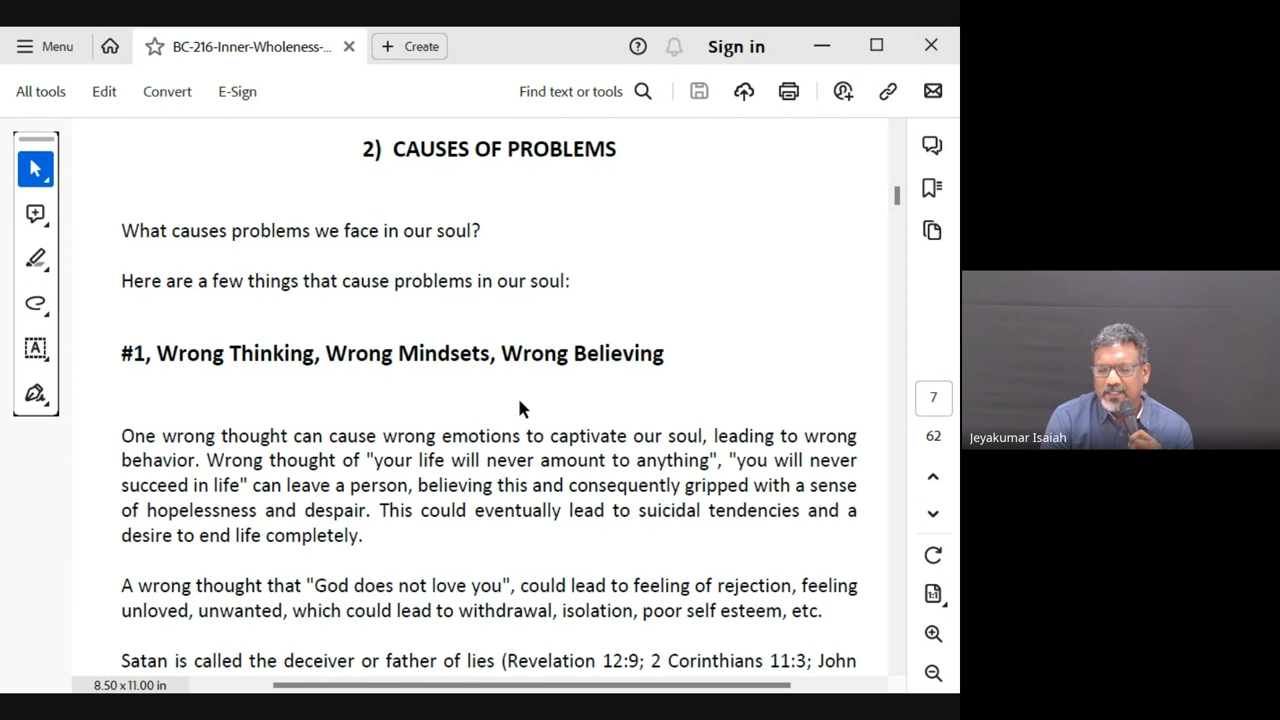 Menu
BC-216-Inner-Wholeness-...
Create
Sign in
All tools
Edit
Convert
E-Sign
Find text or tools
2) CAUSES OF PROBLEMS
What causes problems we face in our soul?
Here are a few things that cause problems in our soul:
#1, Wrong Thinking, Wrong Mindsets, Wrong Believing
One wrong thought can cause wrong emotions to captivate our soul, leading to wrong
behavior. Wrong thought of "your life will never amount to anything", "you will never
succeed in life" can leave a person, believing this and consequently gripped with a sense
of hopelessness and despair. This could eventually lead to suicidal tendencies and a
desire to end life completely.
A wrong thought that "God does not love you", could lead to feeling of rejection, feeling
unloved, unwanted, which could lead to withdrawal, isolation, poor self esteem, etc.
Satan is called the deceiver or father of lies (Revelation 12:9; 2 Corinthians 11:3; John
8.50 x 11.00 in
7
62
1:1
Jeyakumar Isaiah